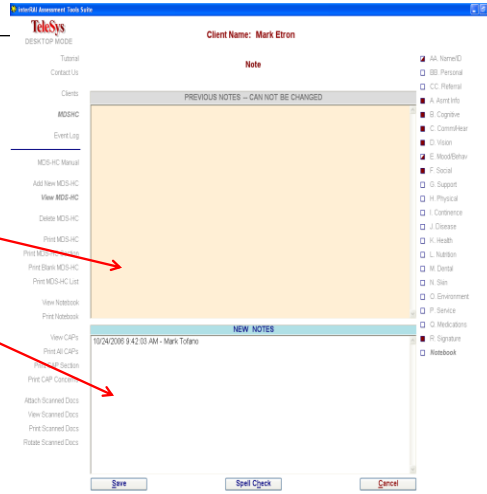 interRAI Assessment Tools Suite
TeleSys
DESKTOP MODE
Client Name: Mark Etron
Note
Tutorial
Contact Us
Clients
MDSHC
Event Log
MDS-HC Manual
Add New MDS-HC
View MDS-HC
Delete MDS-HC
Print MDS-HC
Print MDS-HC Section
Print Blank MDS-HC
Print MDS-HC List
View Notebook
Print Notebook
View CAPs
Print All CAPs
Print CAP Section
Print CAP Concerns
Attach Scanned Docs
View Scanned Docs
Print Scanned Docs
Rotate Scanned Docs
PREVIOUS NOTES -- CAN NOT BE CHANGED
NEW NOTES
10/24/2006 9:42:03 AM - Mark Tofano
Save
Spell Check
Cancel
AA. Name/ID
BB. Personal
CC. Referral
A. Asmt Info
B. Cognitive
C. Comm/Hear
D. Vision
E. Mood/Behav
F. Social
G. Support
H. Physical
I. Continence
J. Disease
K. Health
L. Nutrition
M. Dental
N. Skin
O. Environment
P. Service
Q. Medications
R. Signature
Notebook